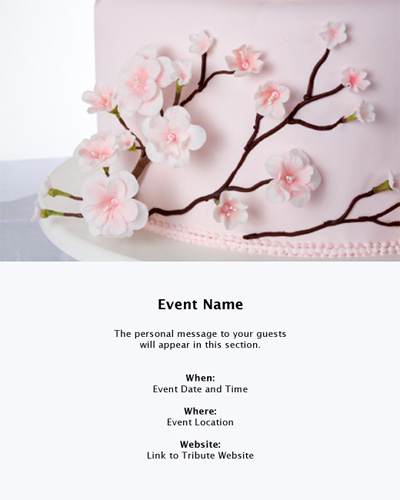 Event Name
The personal message to your guests
will appear in this section.
When:
Event Date and Time
Where:
Event Location
Website:
Link to Tribute Website